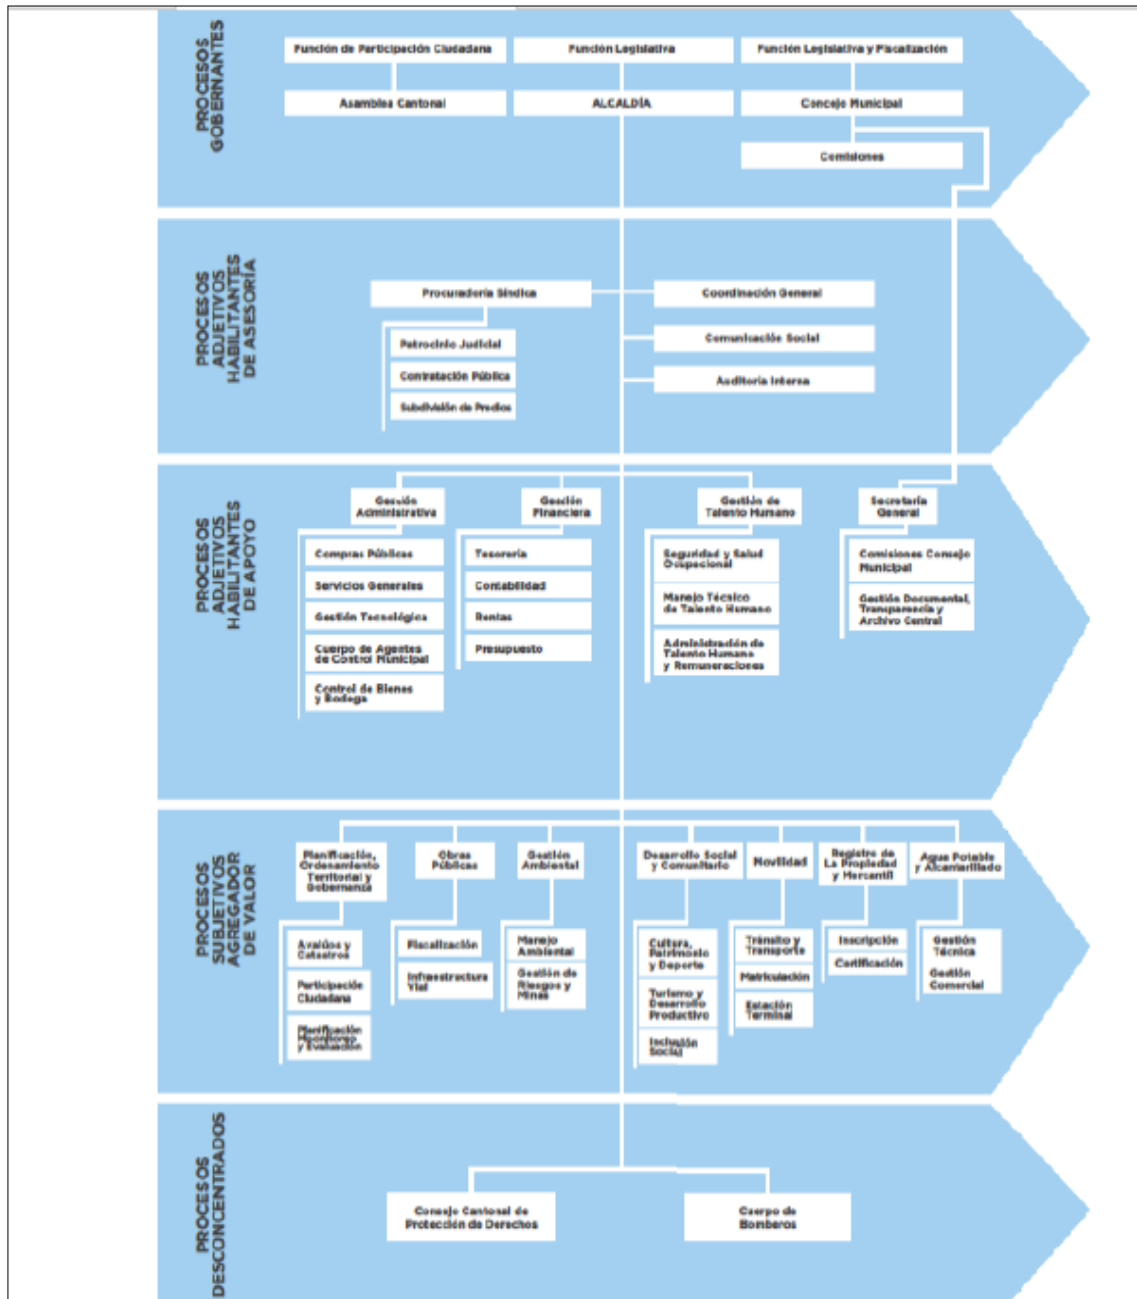 PROCESOS
GOBERNANTES
Función de Participación Ciudadana
Función Legislativa
Función Legislativa y Fiscalización
Asamblea Cantonal
ALCALDÍA
Concejo Municipal
Comisiones
PROCESOS
ADJETIVOS
HABILITANTES
DE ASESORÍA
Procuradería Síndica
Coordinación General
Patrocinio Judicial
Comunicación Social
Contratación Pública
Auditoría Interna
Subdivisión de Predios
PROCESOS
ADJETIVOS
HABILITANTES
DE APOYO
Gestión
Administrativa
Compras Públicas
Servicios Generales
Gestión Tecnológica
Cuerpo de Agentes
de Control Municipal
Control de Bienes
y Bodega
Gestión
Financiera
Tesorería
Contabilidad
Rentas
Presupuesto
Gestión de
Talento Humano
Seguridad y Salud
Ocupacional
Manejo Técnico
de Talento Humano
Administración de
Talento Humano
y Remuneraciones
Secretaría
General
Comisiones Consejo
Municipal
Gestión Documental,
Transparencia y
Archivo Central
PROCESOS
SUBJETIVOS
AGREGADOR
DE VALOR
Planificación,
Ordenamiento
Territorial y
Gobernanza
Avalúos y
Catastros
Participación
Ciudadana
Planificación
Monitoreo
y Evaluación
Obras
Públicas
Fiscalización
Infraestructura
Vial
Gestión
Ambiental
Manejo
Ambiental
Gestión de
Riesgos y
Minas
Desarrollo Social
y Comunitario
Cultura,
Patrimonio
y Deporte
Turismo y
Desarrollo
Productivo
Inclusión
Social
Movilidad
Tránsito y
Transporte
Matriculación
Estación
Terminal
Registro de
La Propiedad
y Mercantil
Inscripción
Certificación
Agua Potable
y Alcantarillado
Gestión
Técnica
Gestión
Comercial
PROCESOS
DESCONCENTRADOS
Consejo Cantonal de
Protección de Derechos
Cuerpo de
Bomberos